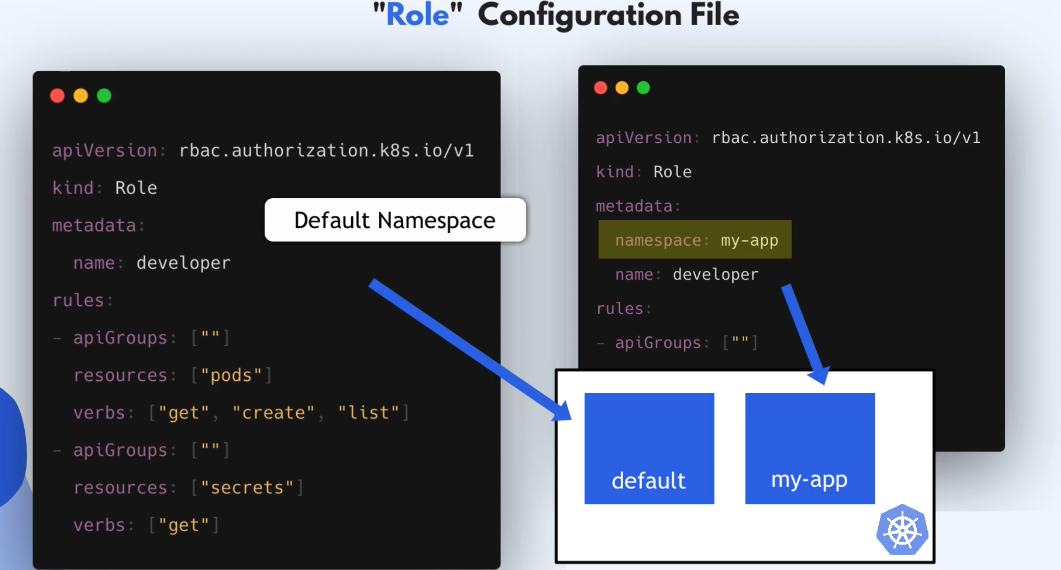 "Role" Configuration File
apiVersion: rbac.authorization.k8s.io/v1
kind: Role
metadata:
name: developer
rules:
- apiGroups: [""]
resources: ["pods"]
verbs: ["get", "create", "list"]
- apiGroups: [""]
resources: ["secrets"]
verbs: ["get"]
Default Namespace
apiVersion: rbac.authorization.k8s.io/v1
kind: Role
metadata:
namespace: my-app
name: developer
rules:
- apiGroups: [""]
default
my-app